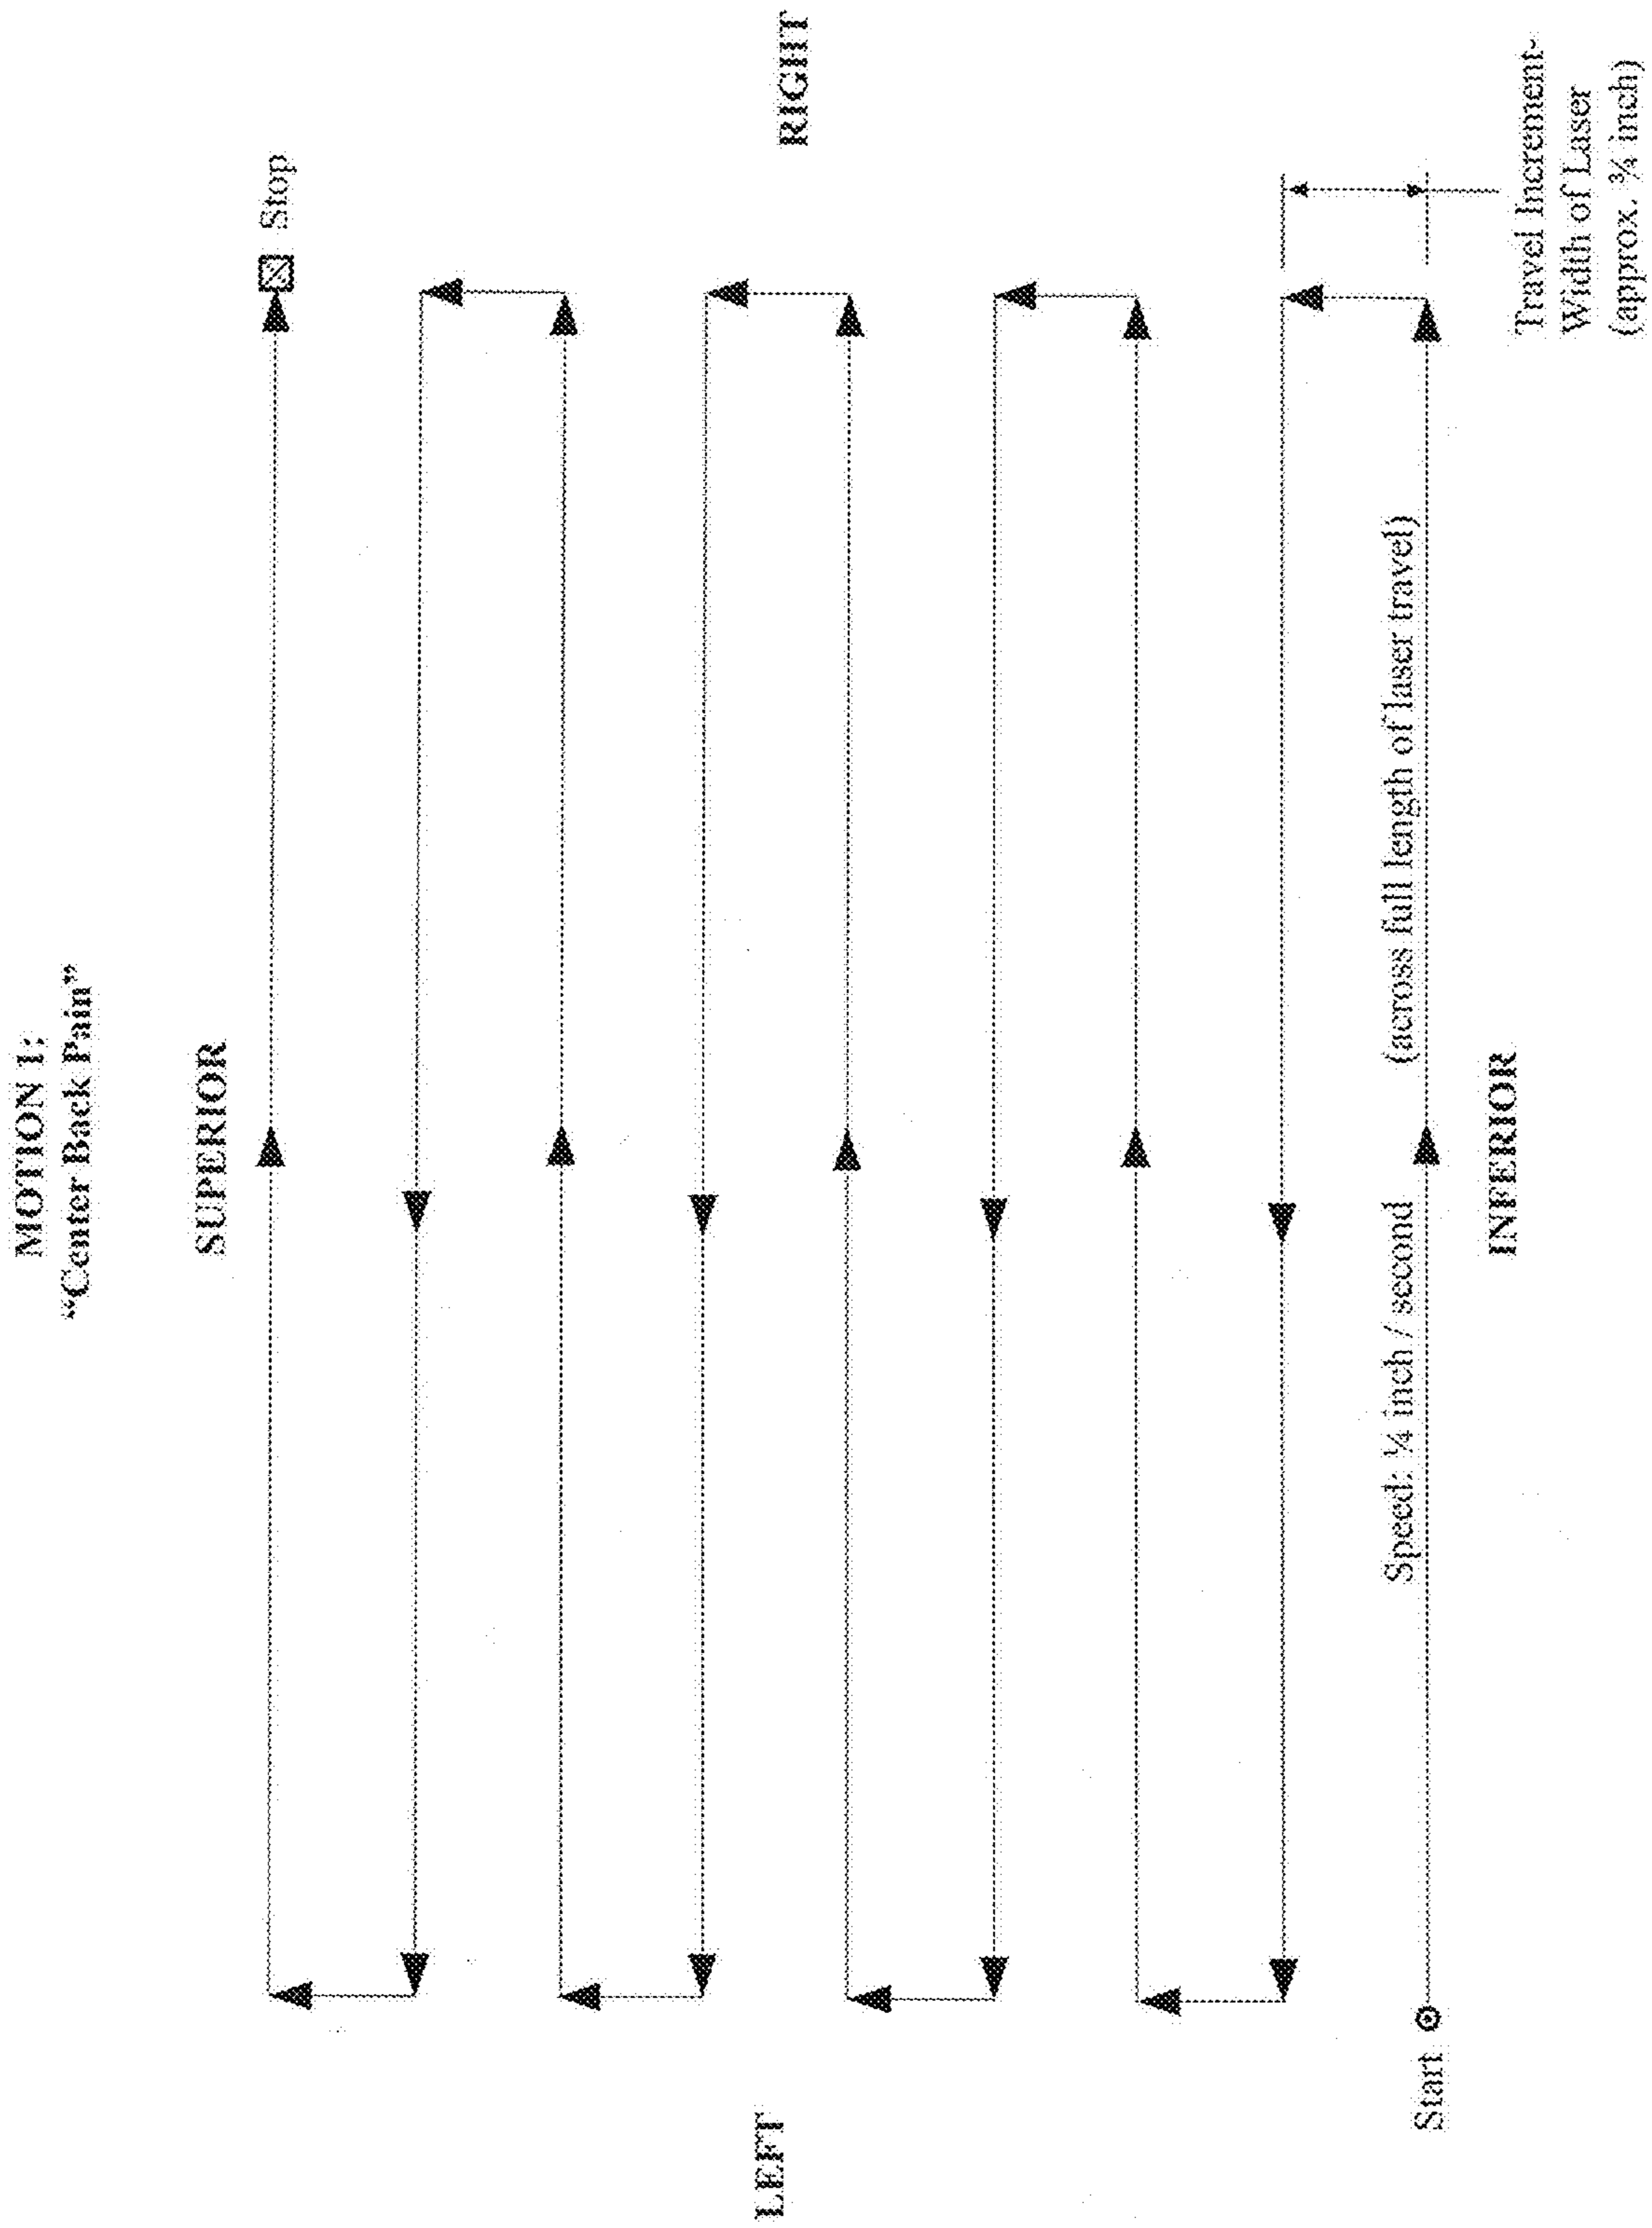 MOTION 1:
“Center Back Pain”
SUPERIOR
Stop
LEFT
RIGHT
Speed: ¼ inch / second
(across full length of laser travel)
Start
INFERIOR
Travel Increment-
Width of Laser
(approx. ¾ inch)